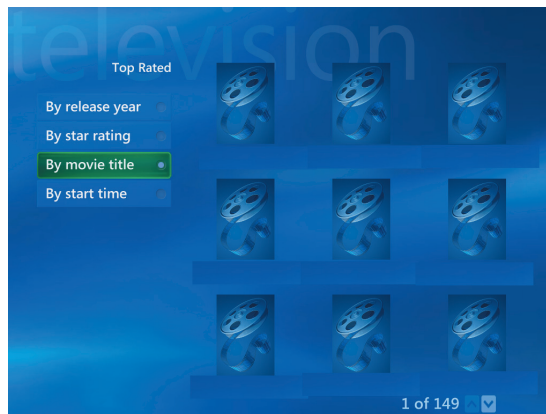 television
Top Rated
By release year
By star rating
By movie title
By start time
1 of 149